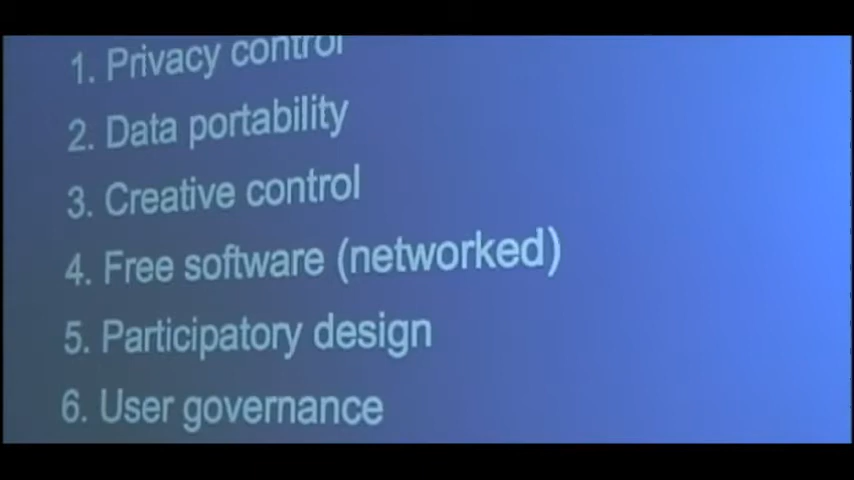 1. Privacy control
2. Data portability
3. Creative control
4. Free software (networked)
5. Participatory design
6. User governance